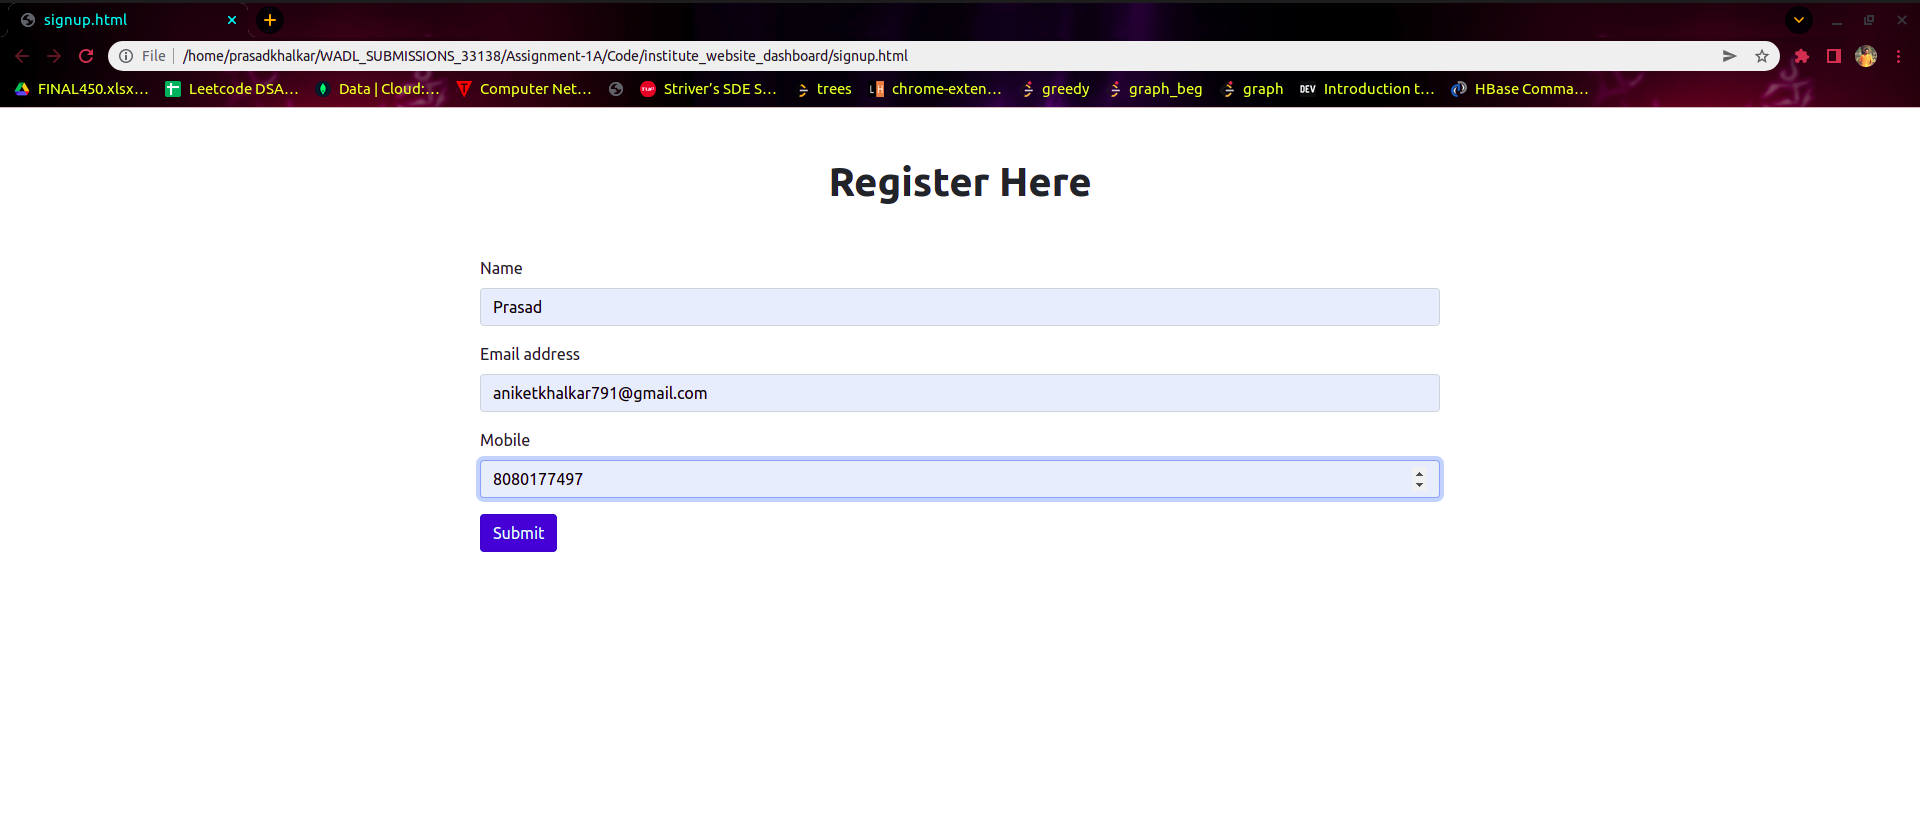 signup.html
File /home/prasadkhalkar/WADL_SUBMISSIONS_33138/Assignment-1A/Code/institute_website_dashboard/signup.html
FINAL450.xlsx... Leetcode DSA... Data | Cloud:... Computer Net... TUF Striver's SDE S... trees LH chrome-exten... greedy graph_beg graph DEV Introduction t... HBase Comma...
Register Here
Name
Prasad
Email address
aniketkhalkar791@gmail.com
Mobile
8080177497
Submit